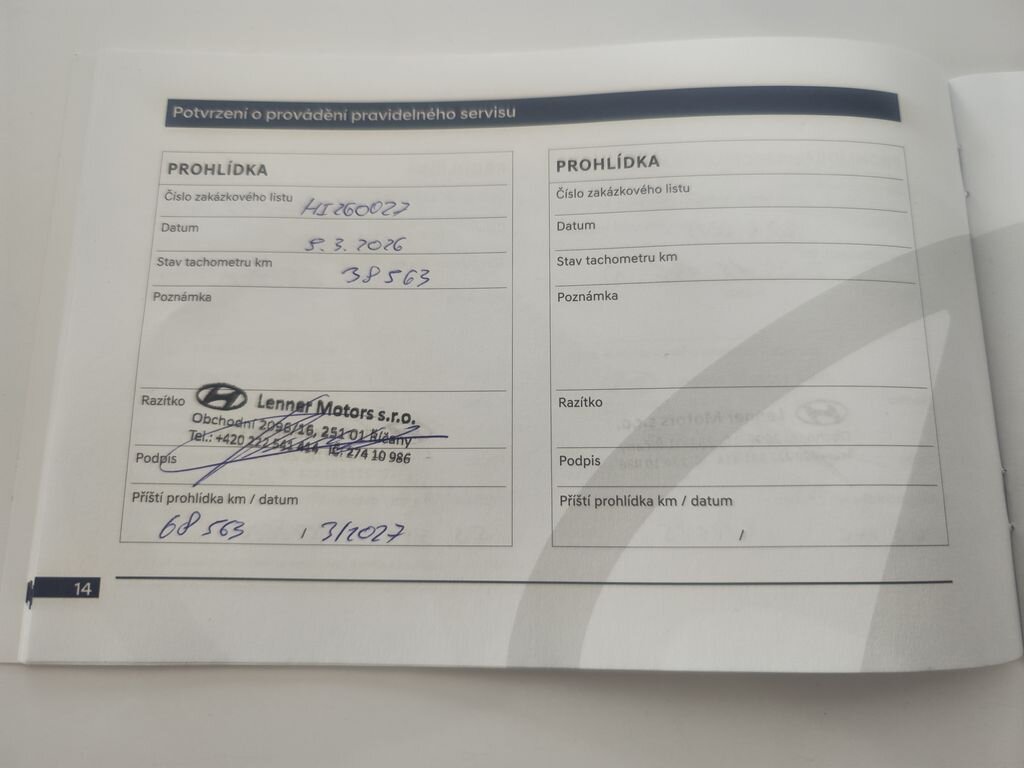 Potvrzení o provádění pravidelného servisu
PROHLÍDKA
Číslo zakázkového listu HI260027
Datum 9.3.2026
Stav tachometru km 38 563
Poznámka
Razítko
Lenner Motors s.r.o.
Obchodní 2096/16, 251 01 Říčany
Tel.: +420 222 542 414 IČ: 274 10 986
Podpis
Příští prohlídka km / datum
68 563 / 3/2027
PROHLÍDKA
Číslo zakázkového listu
Datum
Stav tachometru km
Poznámka
Razítko
Podpis
Příští prohlídka km / datum
/
14